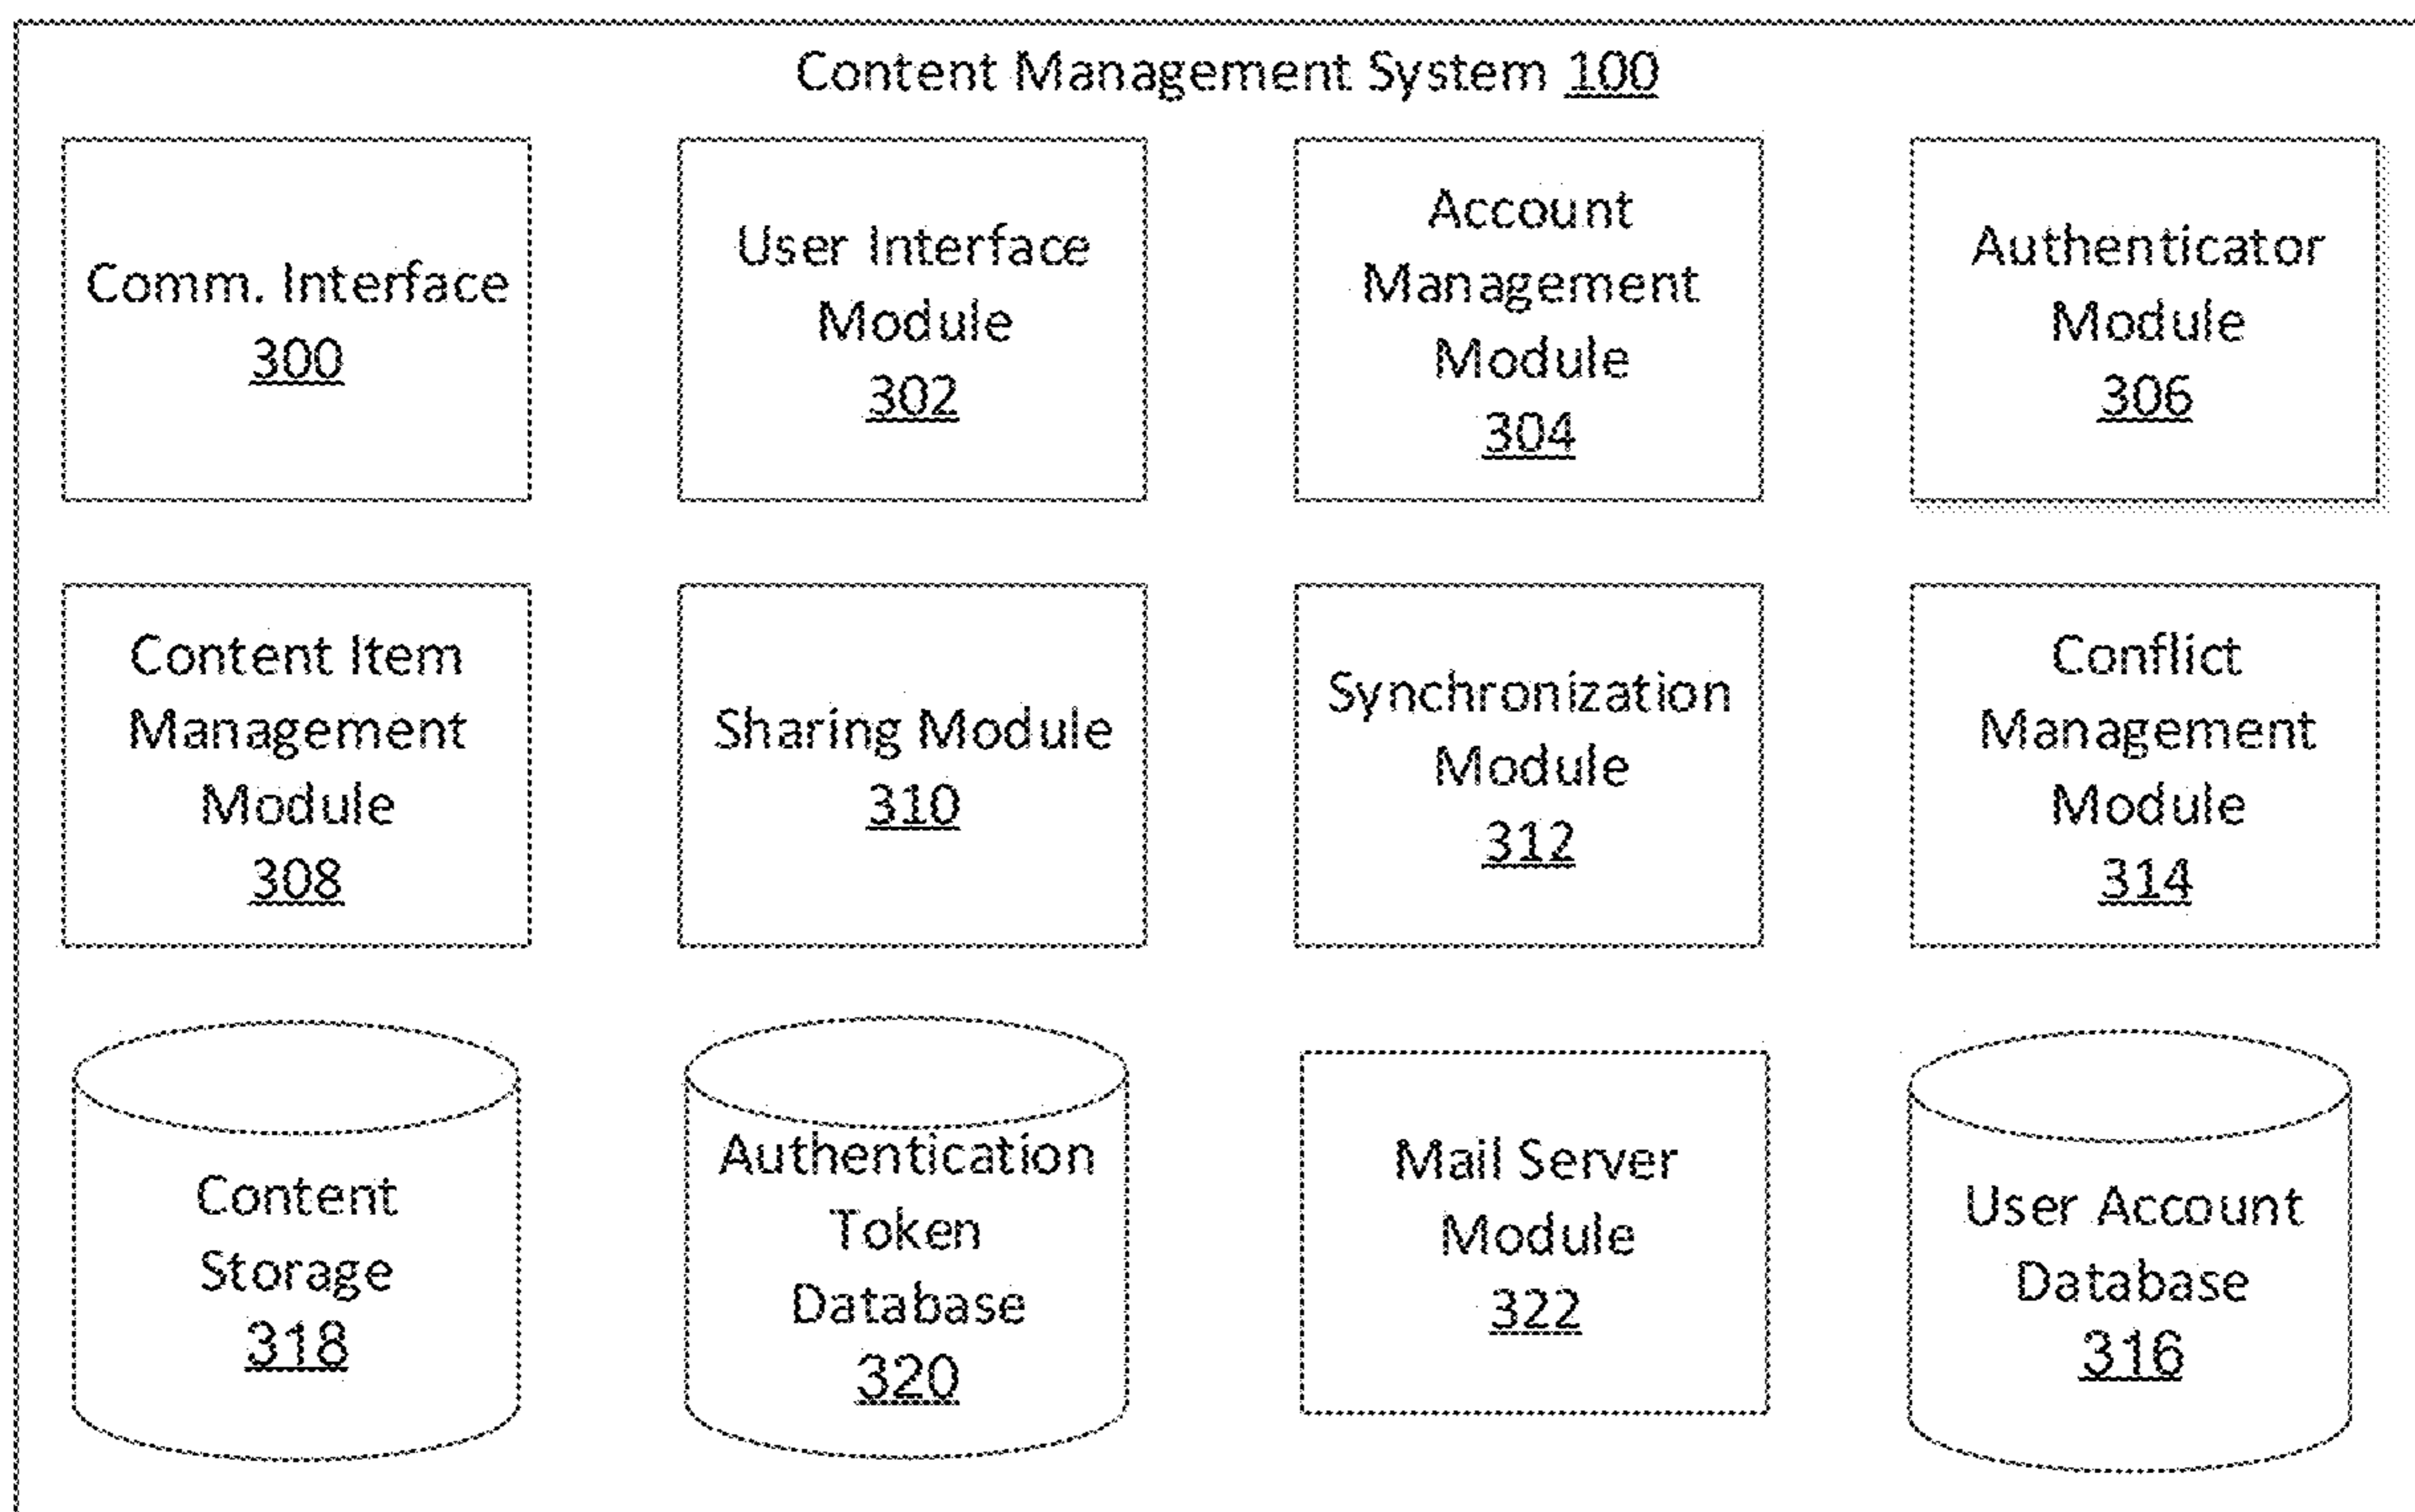 Content Management System 100
Comm. Interface
300
User Interface
Module
302
Account
Management
Module
304
Authenticator
Module
306
Content Item
Management
Module
308
Sharing Module
310
Synchronization
Module
312
Conflict
Management
Module
314
Content
Storage
318
Authentication
Token
Database
320
Mail Server
Module
322
User Account
Database
316